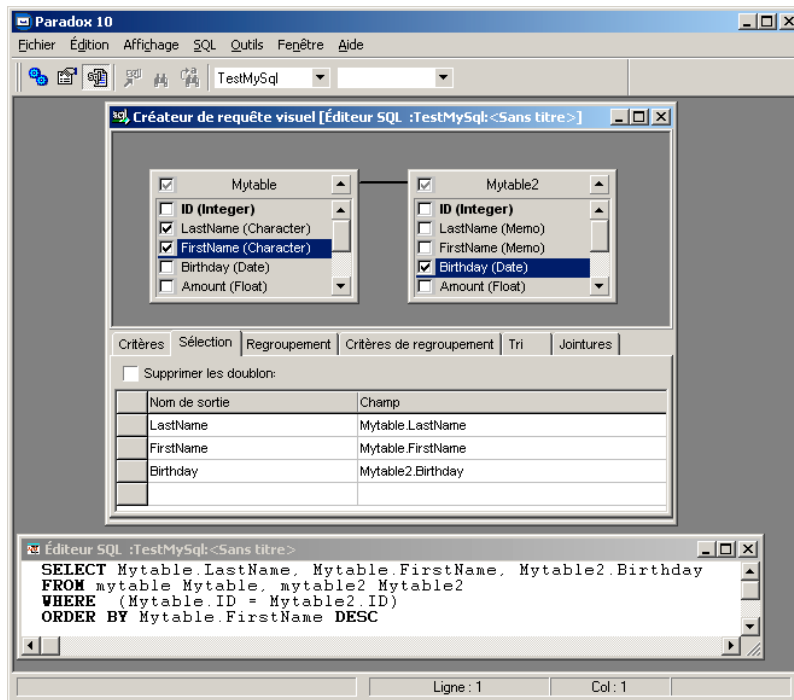 Paradox 10
Fichier Édition Affichage SQL Outils Fenêtre Aide
TestMySql
Créateur de requête visuel [Éditeur SQL :TestMySql:<Sans titre>]
Mytable
ID (Integer)
LastName (Character)
FirstName (Character)
Birthday (Date)
Amount (Float)
Mytable2
ID (Integer)
LastName (Memo)
FirstName (Memo)
Birthday (Date)
Amount (Float)
Critères Sélection Regroupement Critères de regroupement Tri Jointures
Supprimer les doublon:
Nom de sortie Champ
LastName Mytable.LastName
FirstName Mytable.FirstName
Birthday Mytable2.Birthday
Éditeur SQL :TestMySql:<Sans titre>
SELECT Mytable.LastName, Mytable.FirstName, Mytable2.Birthday
FROM mytable Mytable, mytable2 Mytable2
WHERE (Mytable.ID = Mytable2.ID)
ORDER BY Mytable.FirstName DESC
Ligne : 1 Col : 1